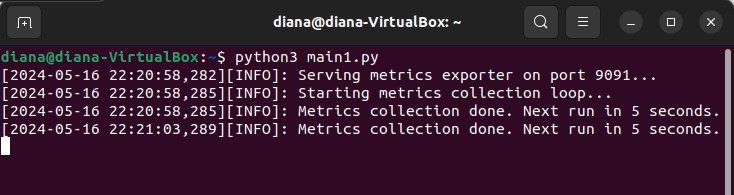 diana@diana-VirtualBox: ~
diana@diana-VirtualBox:~$ python3 main1.py
[2024-05-16 22:20:58,282][INFO]: Serving metrics exporter on port 9091...
[2024-05-16 22:20:58,285][INFO]: Starting metrics collection loop...
[2024-05-16 22:20:58,285][INFO]: Metrics collection done. Next run in 5 seconds.
[2024-05-16 22:21:03,289][INFO]: Metrics collection done. Next run in 5 seconds.